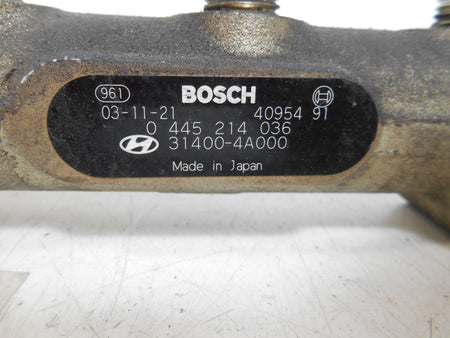 961 BOSCH
03-11-21 40954 91
0 445 214 036
31400-4A000
Made in Japan